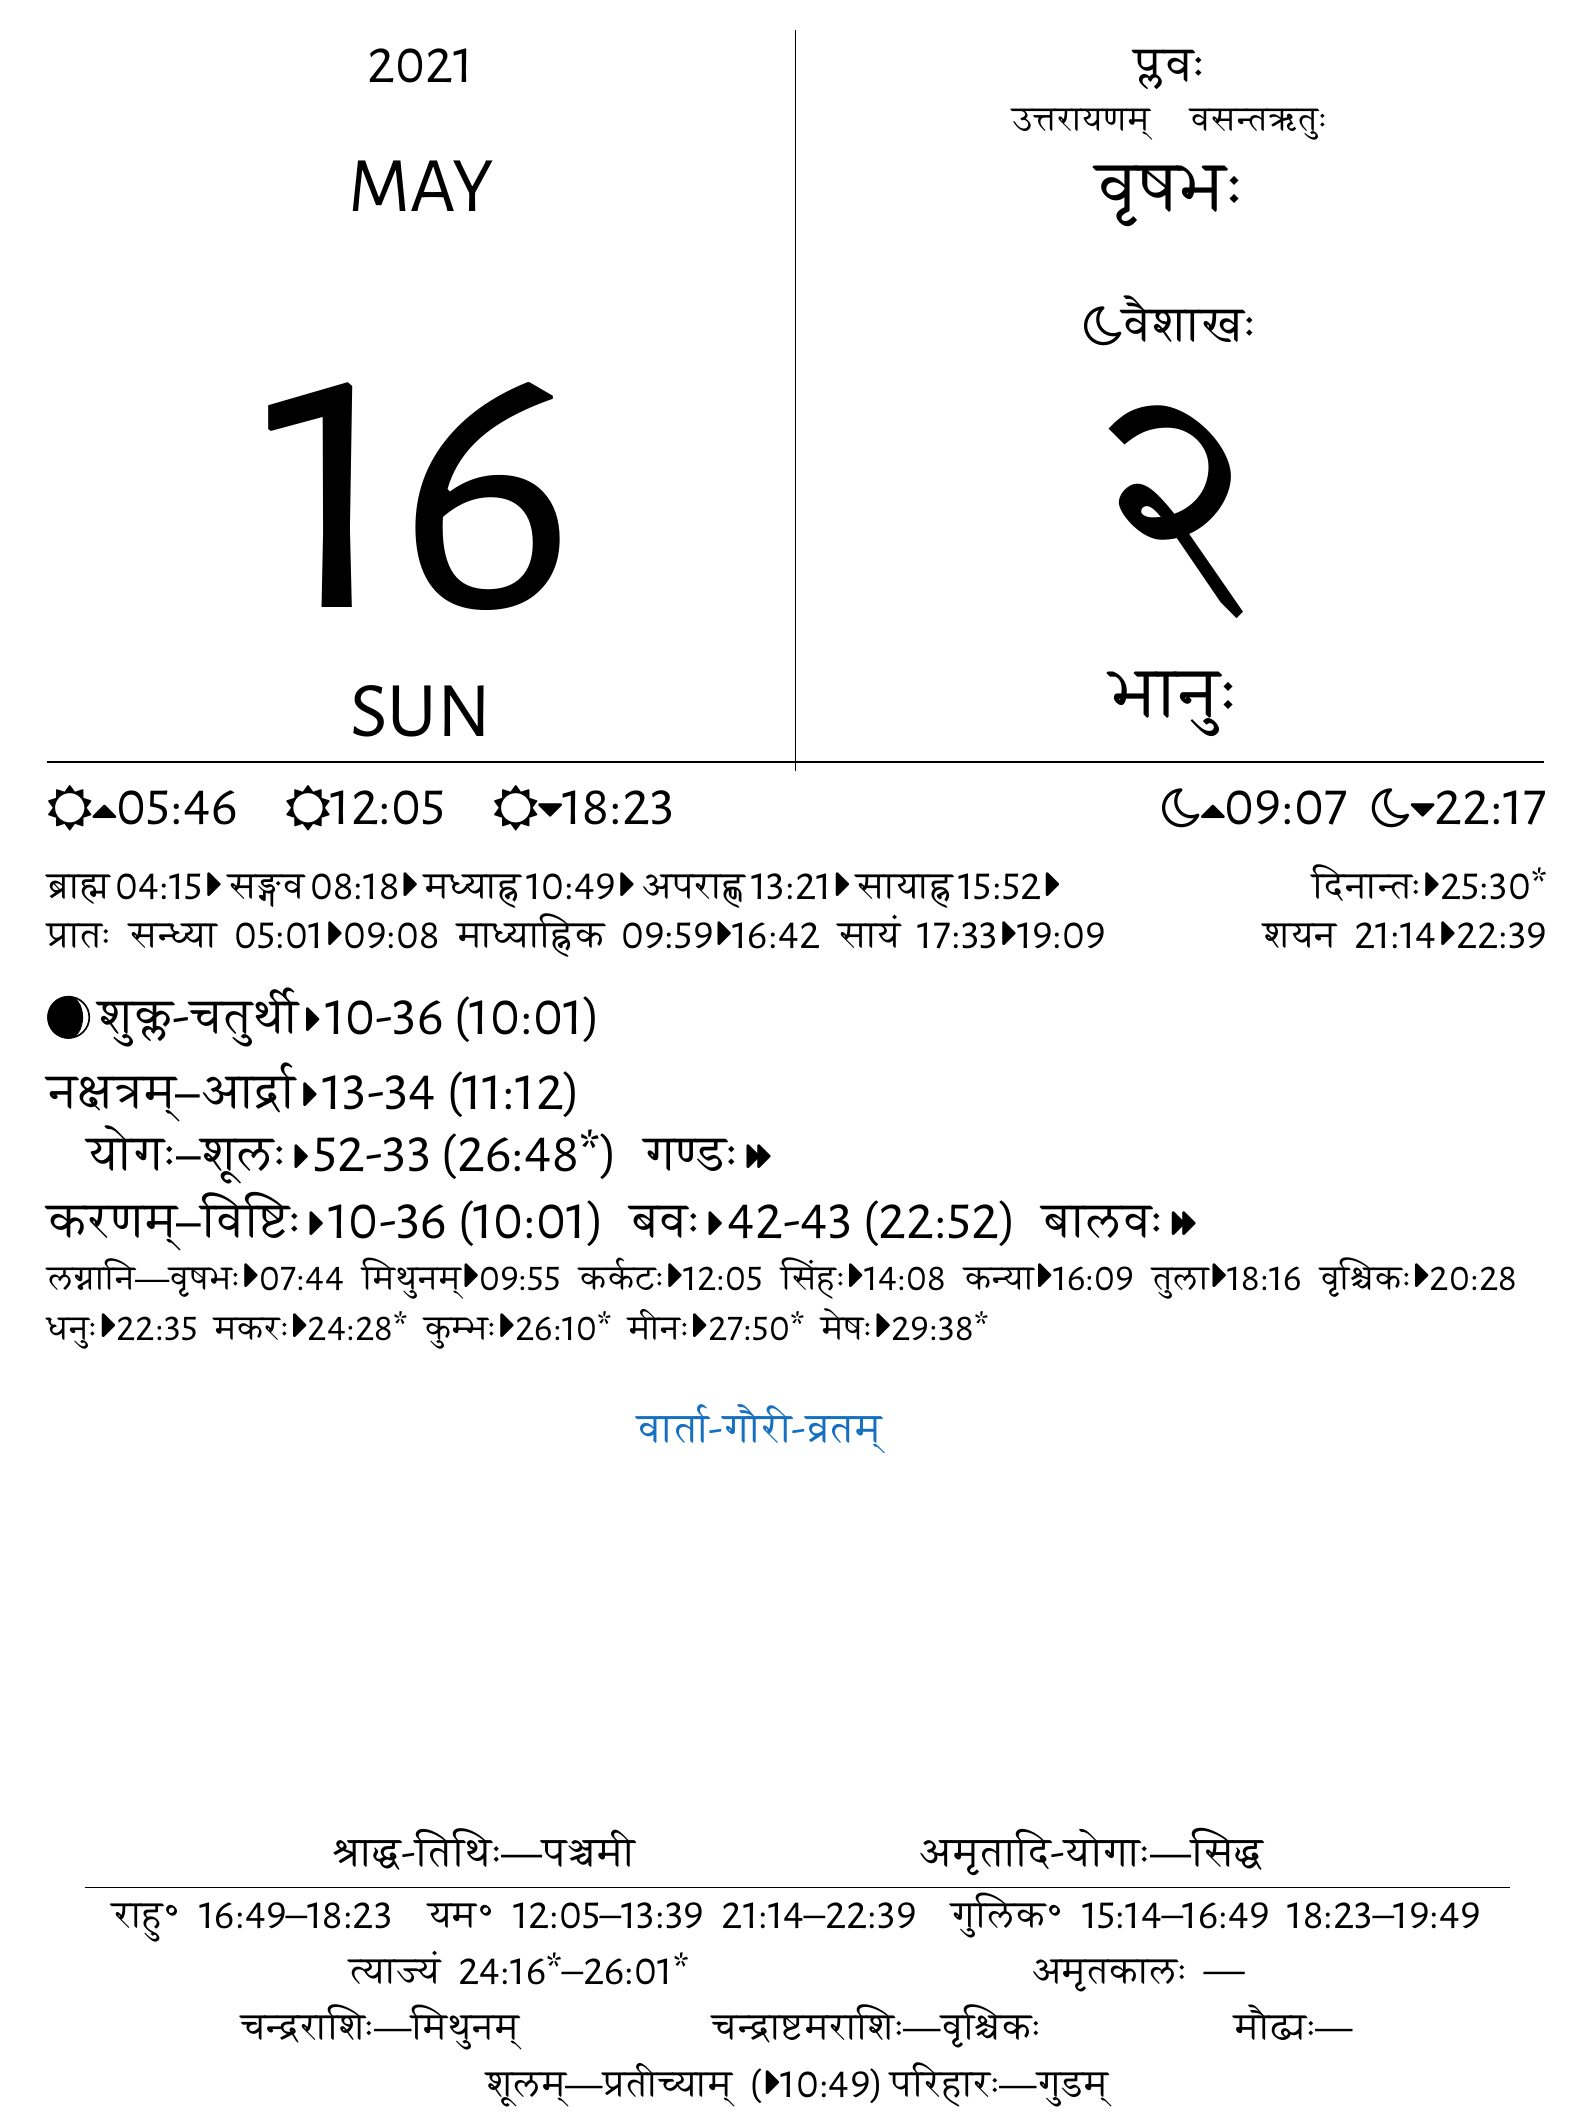 2021
MAY
16
SUN
प्लवः
उत्तरायणम् वसन्तऋतुः
वृषभः
वैशाखः
२
भानुः
05:46 12:05 18:23 09:07 22:17
ब्राह्म 04:15 सङ्गव 08:18 मध्याह्न 10:49 अपराह्ण 13:21 सायाह्न 15:52 दिनान्तः 25:30*
प्रातः सन्ध्या 05:01 09:08 माध्याह्निक 09:59 16:42 सायं 17:33 19:09 शयन 21:14 22:39
शुक्ल-चतुर्थी 10-36 (10:01)
नक्षत्रम्–आर्द्रा 13-34 (11:12)
योगः–शूलः 52-33 (26:48*) गण्डः
करणम्–विष्टिः 10-36 (10:01) बवः 42-43 (22:52) बालवः
लग्नानि—वृषभः 07:44 मिथुनम् 09:55 कर्कटः 12:05 सिंहः 14:08 कन्या 16:09 तुला 18:16 वृश्चिकः 20:28
धनुः 22:35 मकरः 24:28* कुम्भः 26:10* मीनः 27:50* मेषः 29:38*
वार्ता-गौरी-व्रतम्
श्राद्ध-तिथिः—पञ्चमी अमृतादि-योगाः—सिद्ध
राहु॰ 16:49–18:23 यम॰ 12:05–13:39 21:14–22:39 गुलिक॰ 15:14–16:49 18:23–19:49
त्याज्यं 24:16*–26:01* अमृतकालः —
चन्द्रराशिः—मिथुनम् चन्द्राष्टमराशिः—वृश्चिकः मौढ्यः—
शूलम्—प्रतीच्याम् (10:49) परिहारः—गुडम्